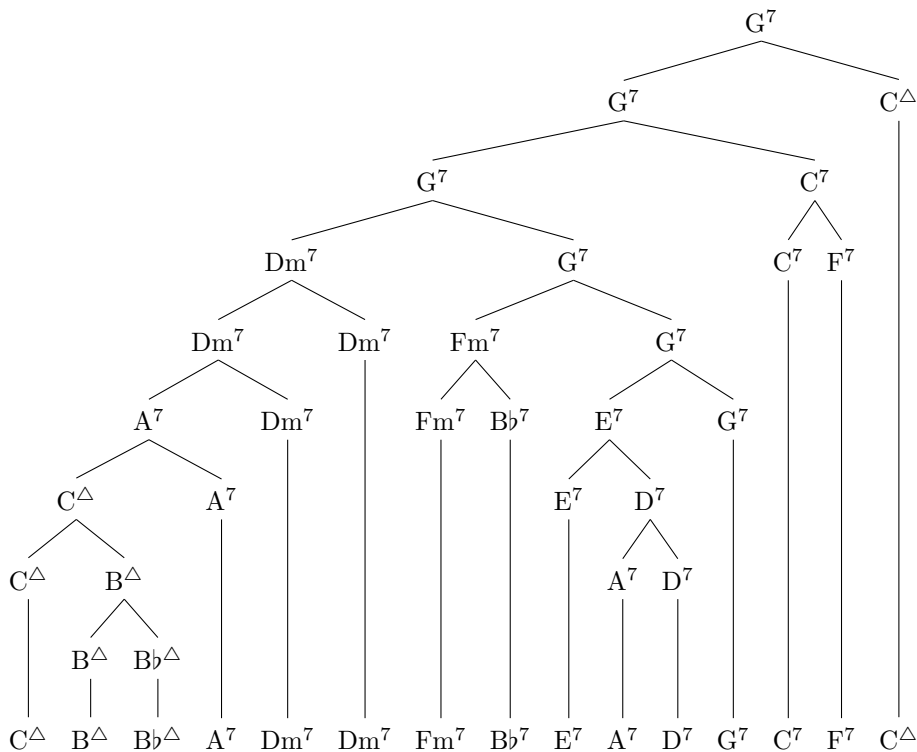 G⁷
G⁷ C△
G⁷ C⁷
Dm⁷ G⁷ C⁷ F⁷
Dm⁷ Dm⁷ Fm⁷ G⁷
A⁷ Dm⁷ Fm⁷ B♭⁷ E⁷ G⁷
C△ A⁷ E⁷ D⁷
C△ B△ A⁷ D⁷
B△ B♭△
C△ B△ B♭△ A⁷ Dm⁷ Dm⁷ Fm⁷ B♭⁷ E⁷ A⁷ D⁷ G⁷ C⁷ F⁷ C△